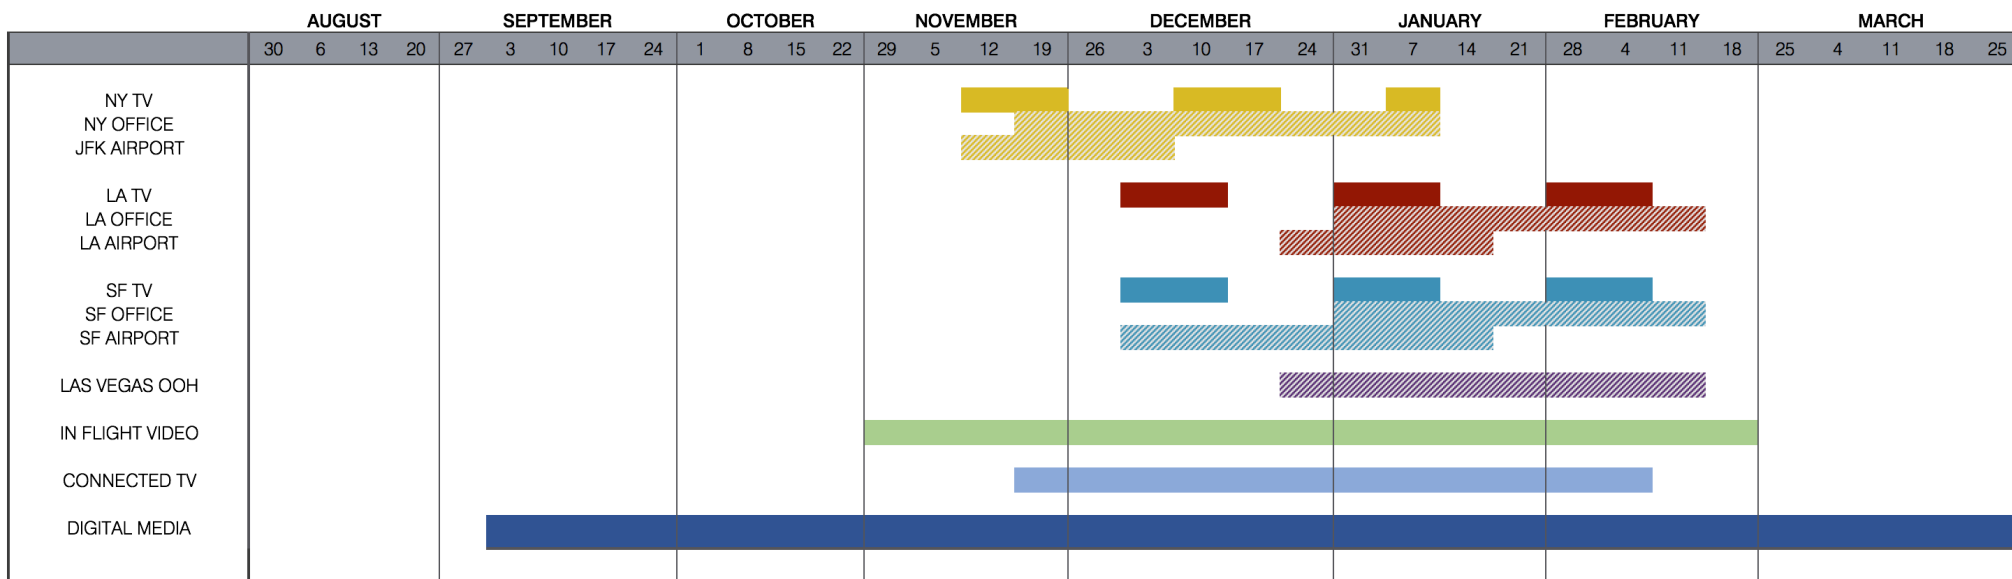 AUGUST SEPTEMBER OCTOBER NOVEMBER DECEMBER JANUARY FEBRUARY MARCH
30 6 13 20 27 3 10 17 24 1 8 15 22 29 5 12 19 26 3 10 17 24 31 7 14 21 28 4 11 18 25 4 11 18 25
NY TV
NY OFFICE
JFK AIRPORT
LA TV
LA OFFICE
LA AIRPORT
SF TV
SF OFFICE
SF AIRPORT
LAS VEGAS OOH
IN FLIGHT VIDEO
CONNECTED TV
DIGITAL MEDIA